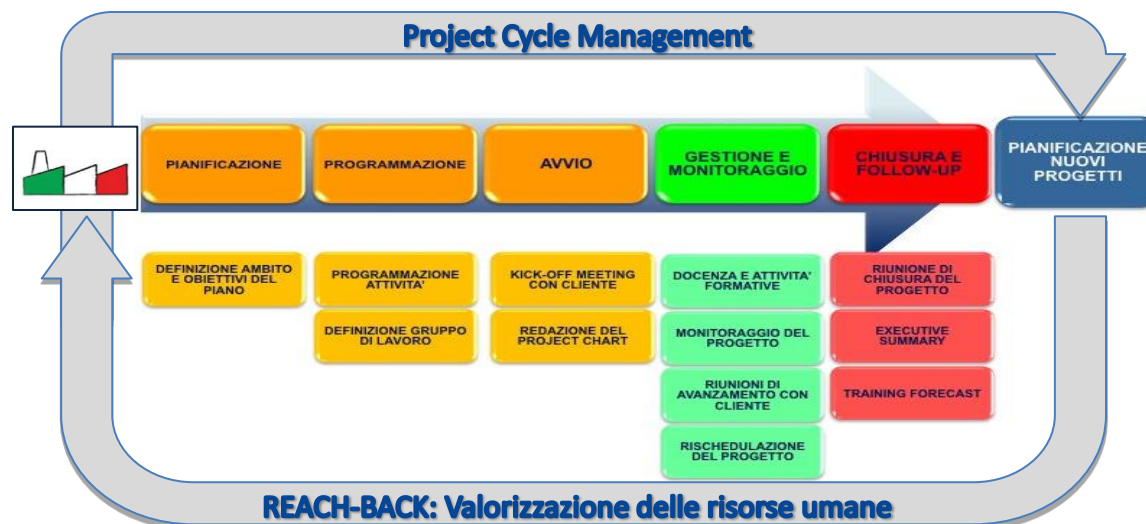 Project Cycle Management
PIANIFICAZIONE
PROGRAMMAZIONE
AVVIO
GESTIONE E
MONITORAGGIO
CHIUSURA E
FOLLOW-UP
PIANIFICAZIONE
NUOVI
PROGETTI
DEFINIZIONE AMBITO
E OBIETTIVI DEL
PIANO
PROGRAMMAZIONE
ATTIVITA'
DEFINIZIONE GRUPPO
DI LAVORO
KICK-OFF MEETING
CON CLIENTE
REDAZIONE DEL
PROJECT CHART
DOCENZA E ATTIVITA'
FORMATIVE
MONITORAGGIO DEL
PROGETTO
RIUNIONI DI
AVANZAMENTO CON
CLIENTE
RISCHEDULAZIONE
DEL PROGETTO
RIUNIONE DI
CHIUSURA DEL
PROGETTO
EXECUTIVE
SUMMARY
TRAINING FORECAST
REACH-BACK: Valorizzazione delle risorse umane